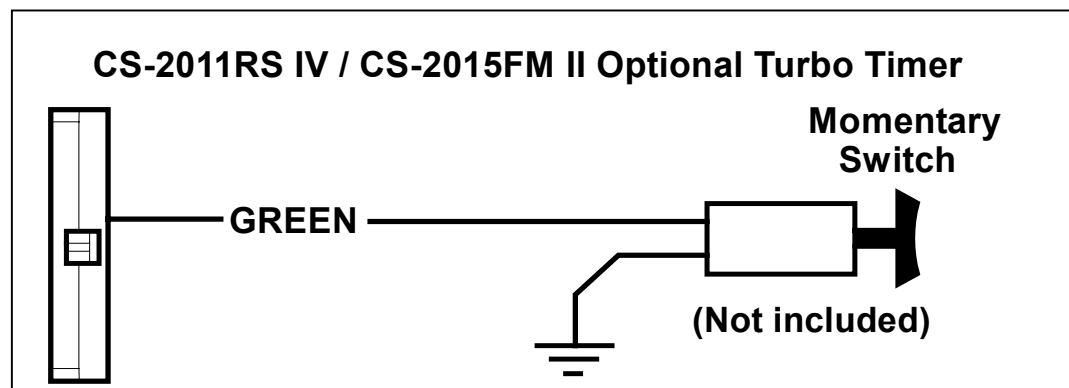 CS-2011RS IV / CS-2015FM II Optional Turbo Timer
Momentary
Switch
GREEN
(Not included)